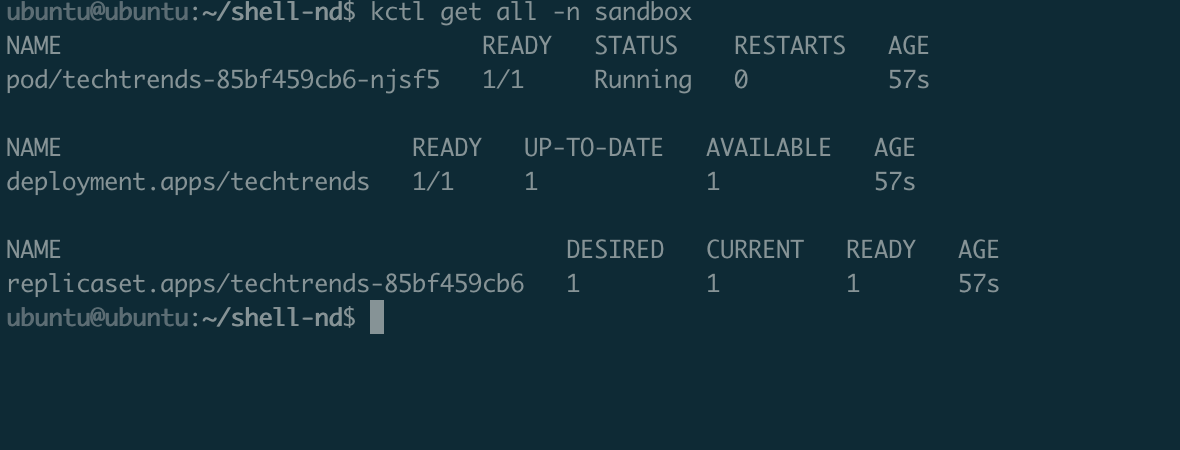 ubuntu@ubuntu:~/shell-nd$ kctl get all -n sandbox
NAME                              READY   STATUS    RESTARTS   AGE
pod/techtrends-85bf459cb6-njsf5   1/1     Running   0          57s

NAME                         READY   UP-TO-DATE   AVAILABLE   AGE
deployment.apps/techtrends   1/1     1            1           57s

NAME                                    DESIRED   CURRENT   READY   AGE
replicaset.apps/techtrends-85bf459cb6   1         1         1       57s
ubuntu@ubuntu:~/shell-nd$